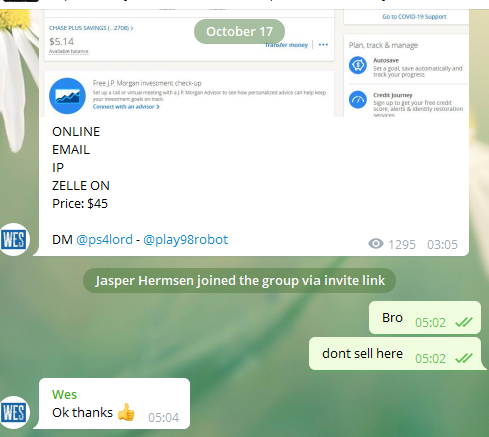 October 17
CHASE PLUS SAVINGS (...2708)
$5.14
Available balance
Transfer money
Free J.P. Morgan investment check-up
Set up a call or virtual meeting with a J.P. Morgan Advisor to see how personalized advice can help keep
your investment goals on track.
Connect with an advisor >
Go to COVID-19 Support
Plan, track & manage
Autosave
Set a goal, save automatically and
track your progress
Credit Journey
Sign up to get your free credit
score, alerts & identity restoration
services
ONLINE
EMAIL
IP
ZELLE ON
Price: $45
DM @ps4lord - @play98robot
1295 03:05
WES
Jasper Hermsen joined the group via invite link
Bro 05:02
dont sell here 05:02
Wes
Ok thanks 👍 05:04
WES